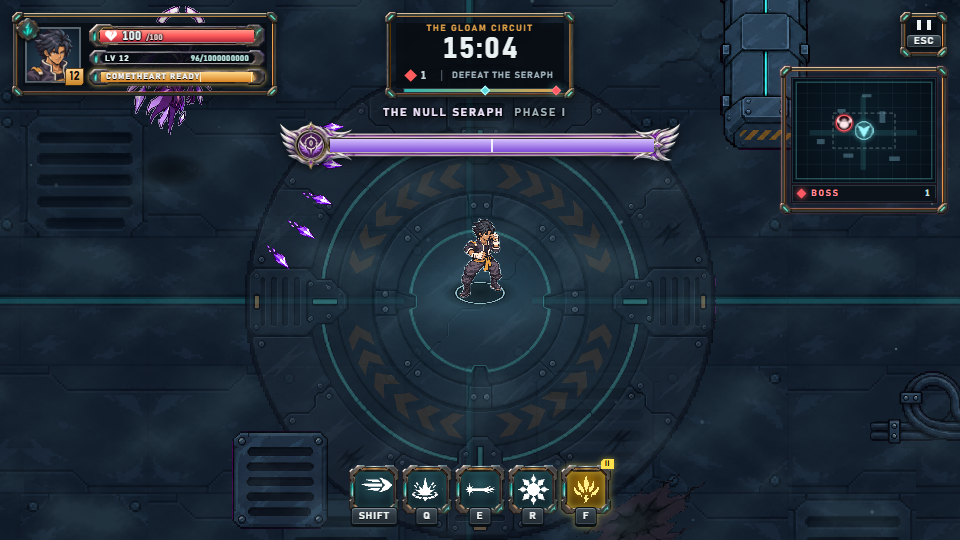 100 /100
LV 12 96/1000000000
12
COMETHEART READY
THE GLOAM CIRCUIT
15:04
1 DEFEAT THE SERAPH
ESC
THE NULL SERAPH PHASE I
BOSS 1
SHIFT
Q
E
R
F